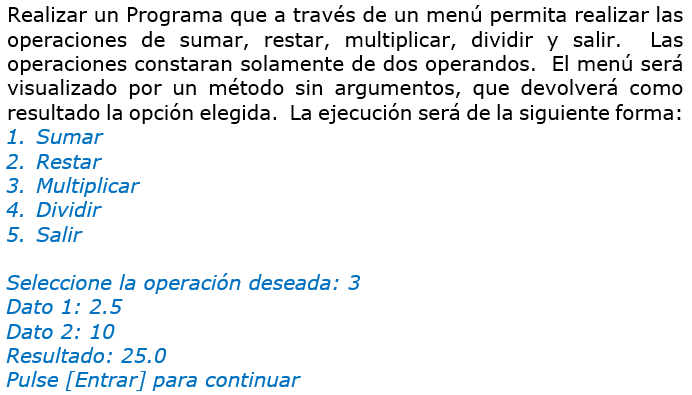 Realizar un Programa que a través de un menú permita realizar las
operaciones de sumar, restar, multiplicar, dividir y salir. Las
operaciones constaran solamente de dos operandos. El menú será
visualizado por un método sin argumentos, que devolverá como
resultado la opción elegida. La ejecución será de la siguiente forma:
1. Sumar
2. Restar
3. Multiplicar
4. Dividir
5. Salir
Seleccione la operación deseada: 3
Dato 1: 2.5
Dato 2: 10
Resultado: 25.0
Pulse [Entrar] para continuar